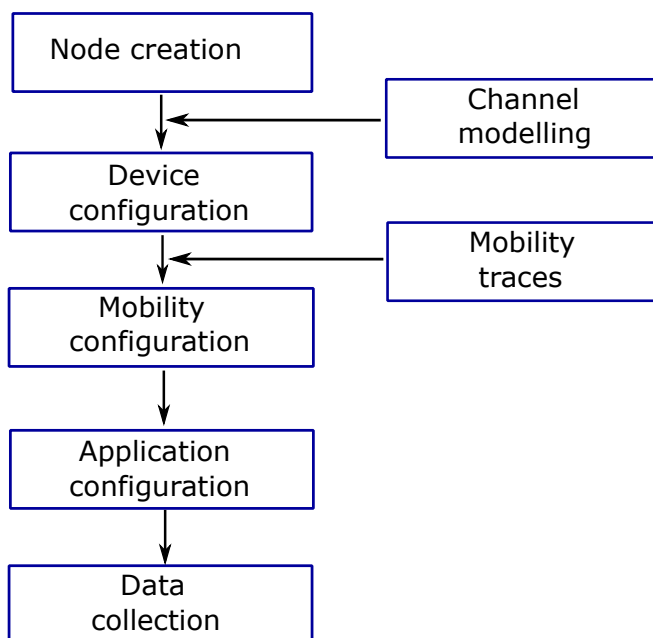 Node creation
Channel
modelling
Device
configuration
Mobility
traces
Mobility
configuration
Application
configuration
Data
collection